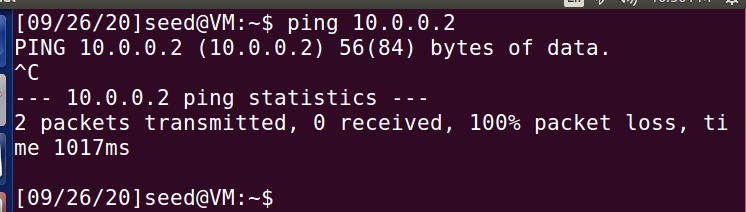 [09/26/20]seed@VM:~$ ping 10.0.0.2
PING 10.0.0.2 (10.0.0.2) 56(84) bytes of data.
^C
--- 10.0.0.2 ping statistics ---
2 packets transmitted, 0 received, 100% packet loss, ti
me 1017ms
[09/26/20]seed@VM:~$